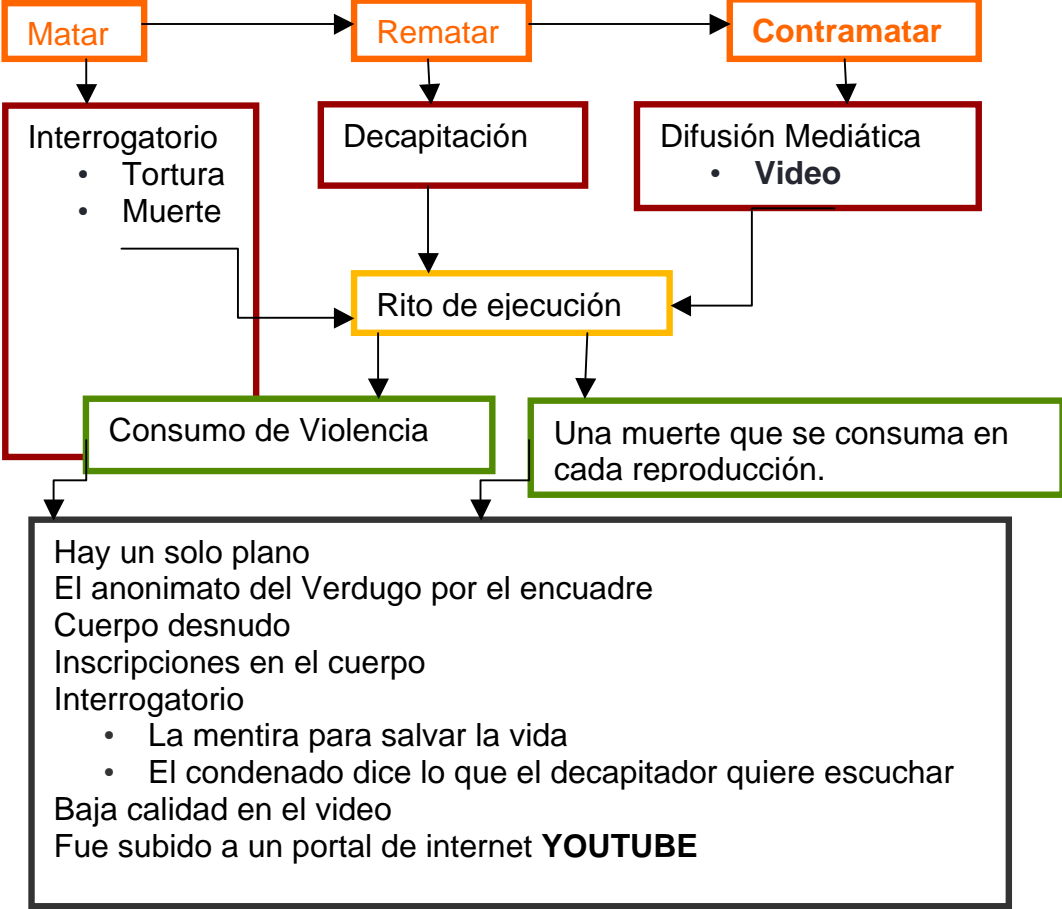 Matar
Rematar
Contramatar
Interrogatorio
• Tortura
• Muerte
Decapitación
Difusión Mediática
• Video
Rito de ejecución
Consumo de Violencia
Una muerte que se consuma en
cada reproducción.
Hay un solo plano
El anonimato del Verdugo por el encuadre
Cuerpo desnudo
Inscripciones en el cuerpo
Interrogatorio
• La mentira para salvar la vida
• El condenado dice lo que el decapitador quiere escuchar
Baja calidad en el video
Fue subido a un portal de internet YOUTUBE